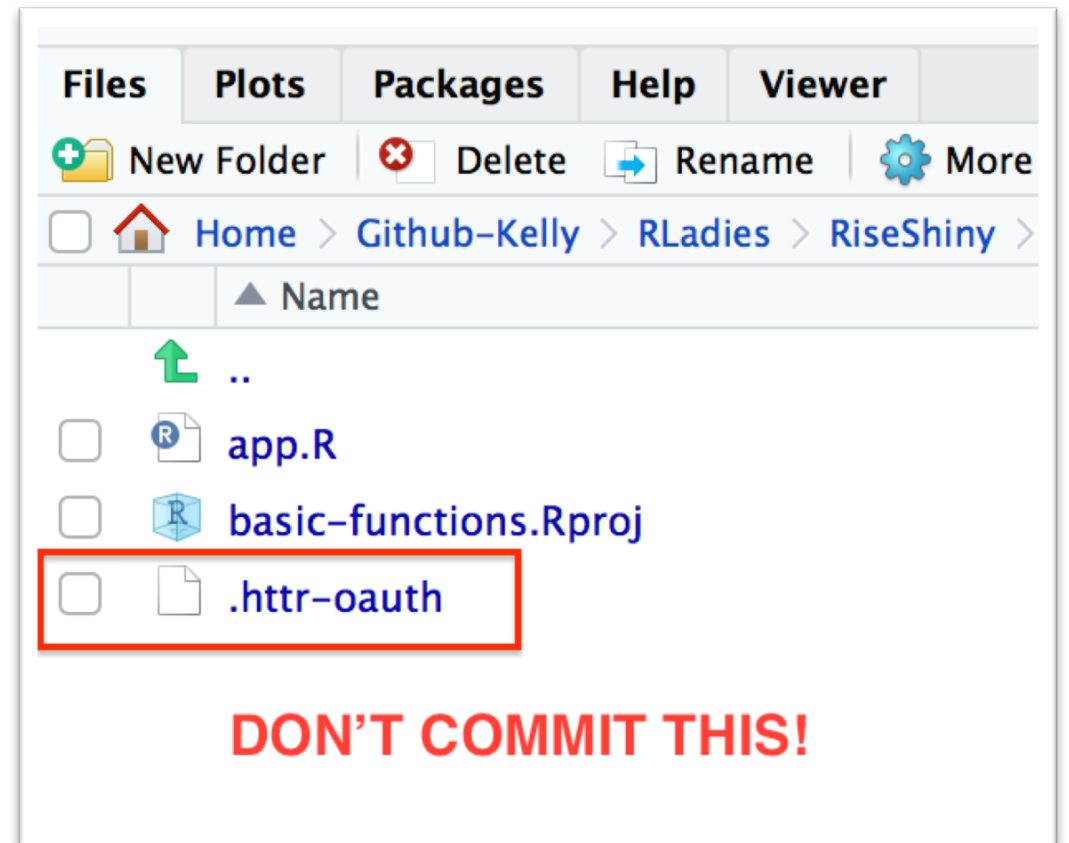 Files Plots Packages Help Viewer
New Folder Delete Rename More
Home > Github-Kelly > RLadies > RiseShiny >
Name
..
R app.R
R basic-functions.Rproj
.httr-oauth
DON’T COMMIT THIS!